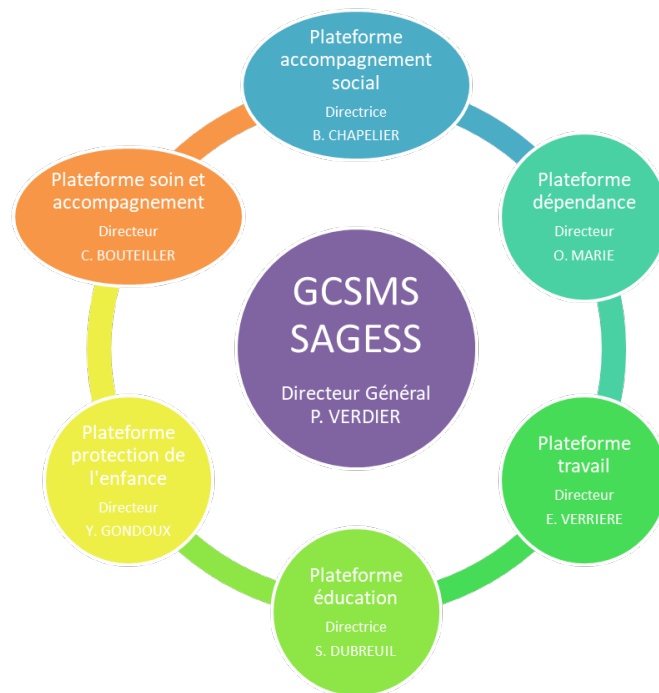 Plateforme
accompagnement
social
Directrice
B. CHAPELIER
Plateforme soin et
accompagnement
Directeur
C. BOUTEILLER
Plateforme
dépendance
Directeur
O. MARIE
GCSMS
SAGESS
Directeur Général
P. VERDIER
Plateforme
protection de
l'enfance
Directeur
Y. GONDOUX
Plateforme
travail
Directeur
E. VERRIERE
Plateforme
éducation
Directrice
S. DUBREUIL